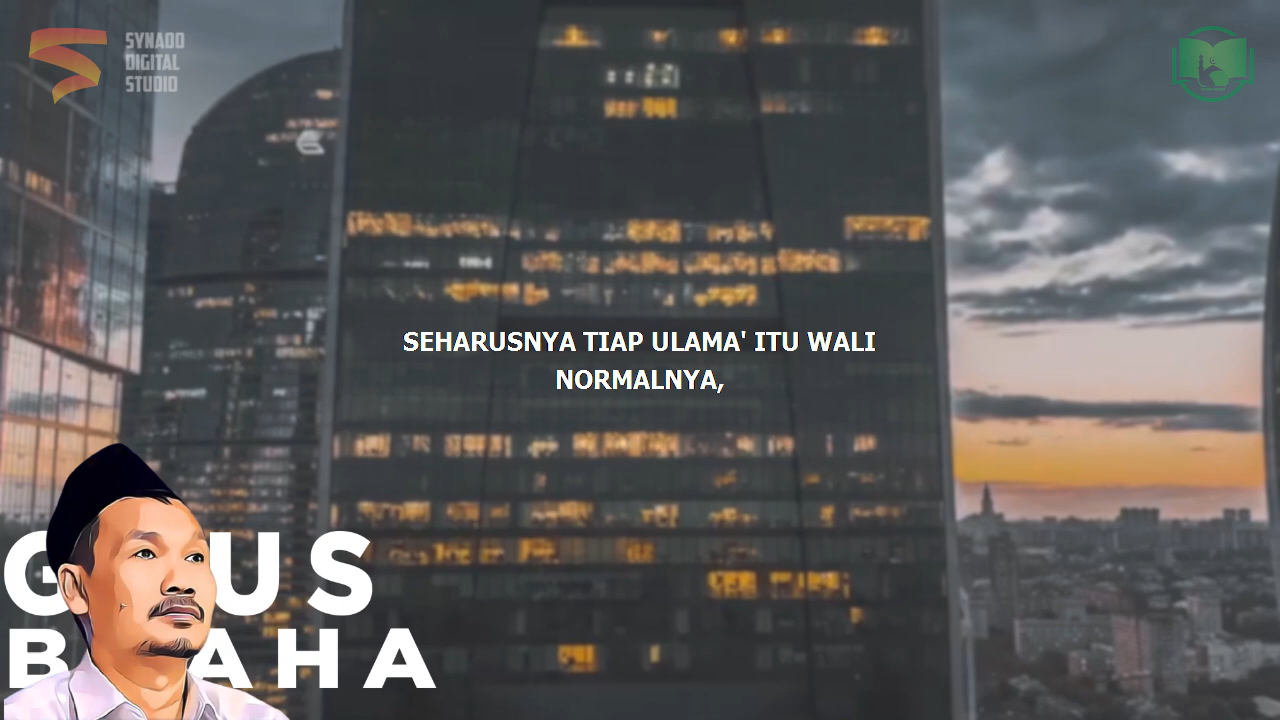 SYNADO
DIGITAL
STUDIO
SEHARUSNYA TIAP ULAMA' ITU WALI
NORMALNYA,
GUS
BAHA